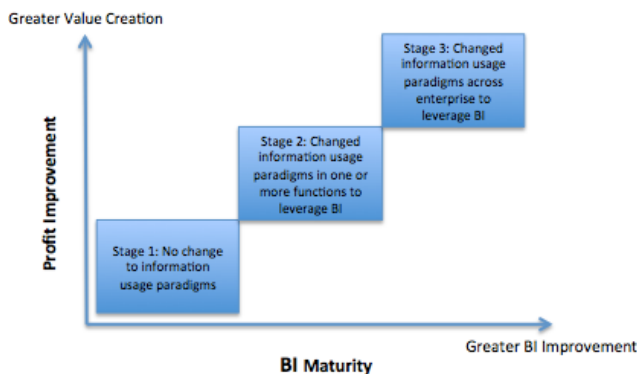 Greater Value Creation
Stage 3: Changed
information usage
paradigms across
enterprise to
leverage BI
Stage 2: Changed
information usage
paradigms in one or
more functions to
leverage BI
Profit Improvement
Stage 1: No change
to information
usage paradigms
Greater BI Improvement
BI Maturity